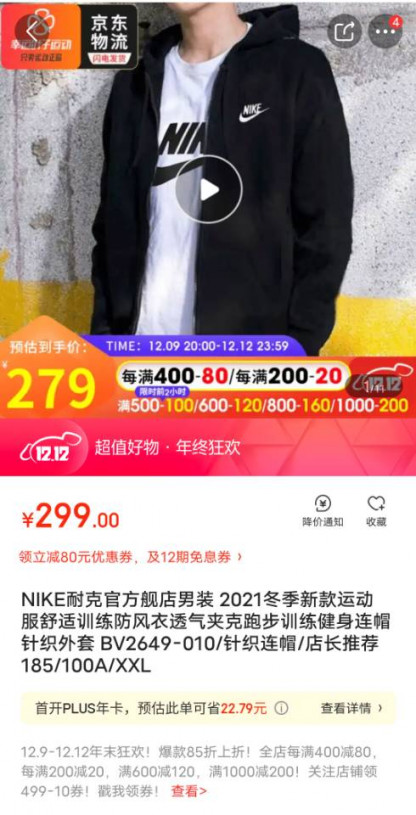 京东
物流
闪电发货
4
NIKE
NIK
预估到手价：
TIME：12.09 20:00-12.12 23:59
¥279
每满400-80/每满200-20
限时前2小时
满500-100/600-120/800-160/1000-200
12.12
超值好物 · 年终狂欢
¥299.00
降价通知
收藏
领立减80元优惠券，及12期免息券 ›
NIKE耐克官方舰店男装 2021冬季新款运动
服舒适训练防风衣透气夹克跑步训练健身连帽
针织外套 BV2649-010/针织连帽/店长推荐
185/100A/XXL
首开PLUS年卡，预估此单可省22.79元
查看详情 ›
12.9-12.12年末狂欢！爆款85折上折！全店每满400减80，
每满200减20，满600减120，满1000减200！关注店铺领
499-10券！戳我领券！ 查看>